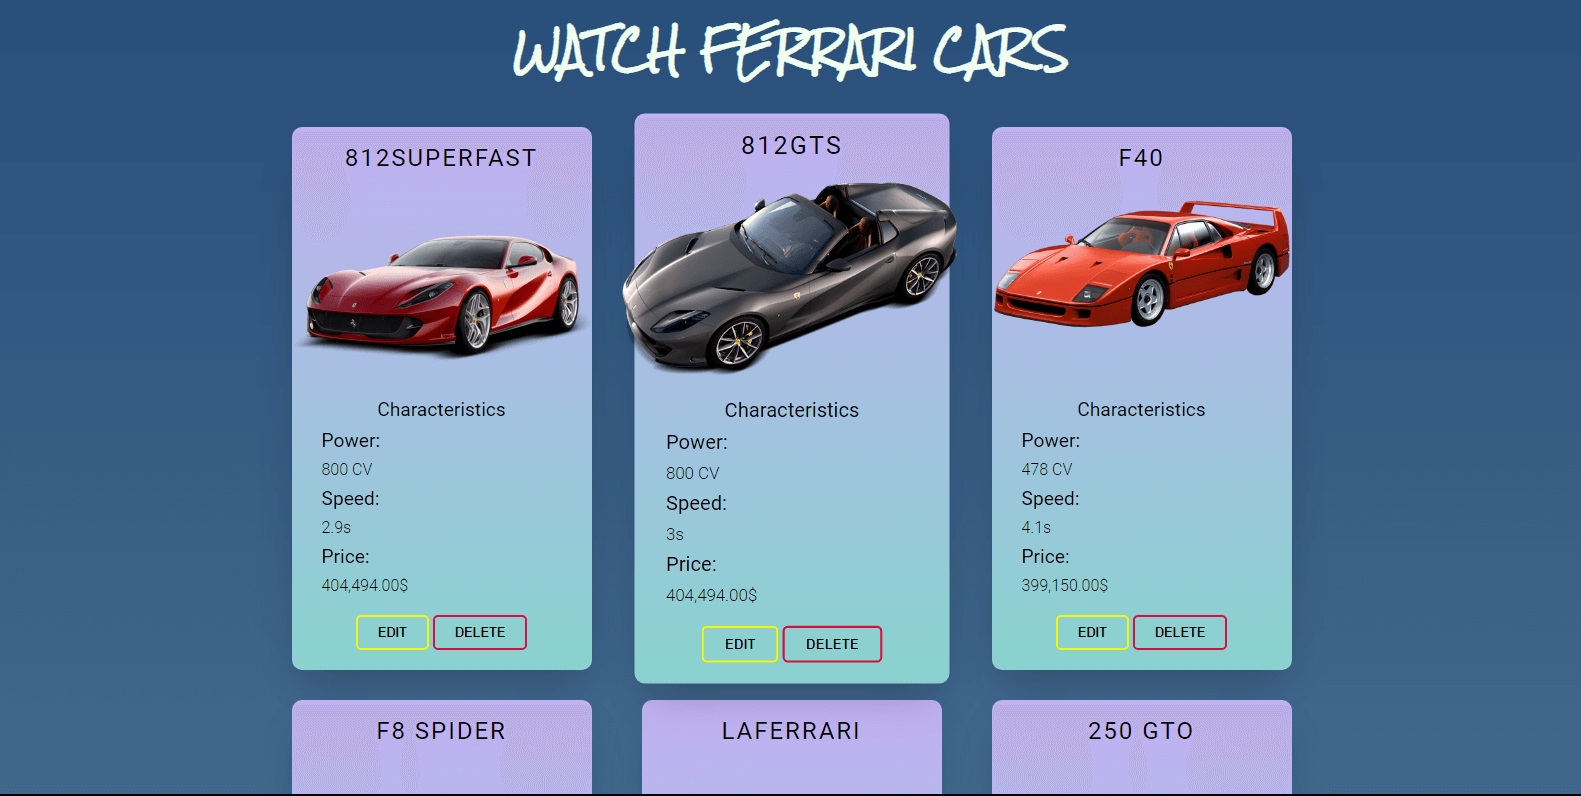 WATCH FERRARI CARS
812SUPERFAST
Characteristics
Power:
800 CV
Speed:
2.9s
Price:
404,494.00$
EDIT DELETE
812GTS
Characteristics
Power:
800 CV
Speed:
3s
Price:
404,494.00$
EDIT DELETE
F40
Characteristics
Power:
478 CV
Speed:
4.1s
Price:
399,150.00$
EDIT DELETE
F8 SPIDER
LAFERRARI
250 GTO